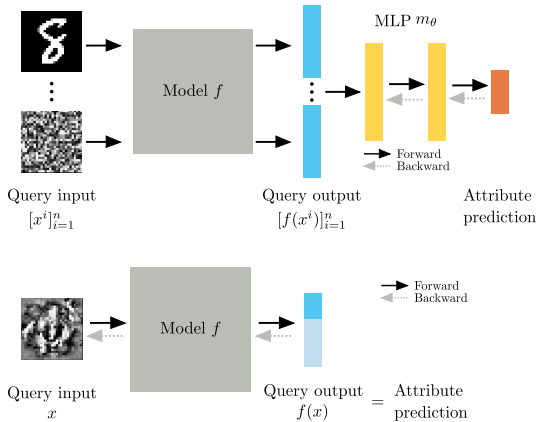 MLP m_θ
Model f
Forward
Backward
Query input
[x^i]_{i=1}^n
Query output
[f(x^i)]_{i=1}^n
Attribute
prediction
Forward
Backward
Model f
Query input
x
Query output
f(x)
=
Attribute
prediction